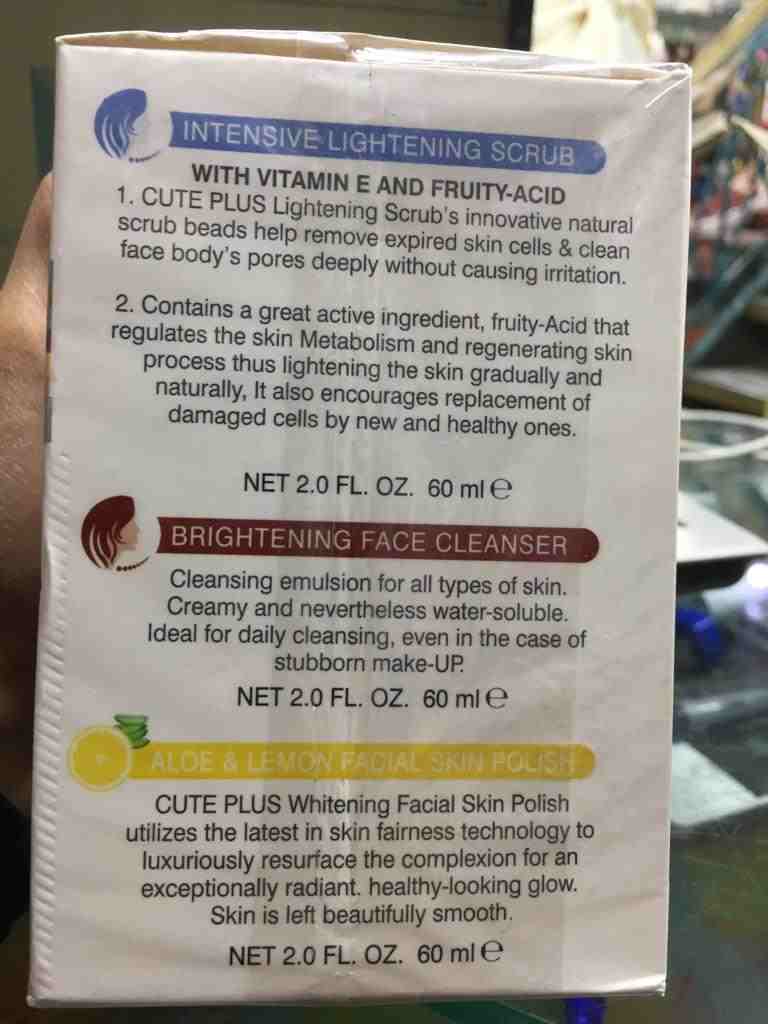 INTENSIVE LIGHTENING SCRUB
WITH VITAMIN E AND FRUITY-ACID
1. CUTE PLUS Lightening Scrub's innovative natural
scrub beads help remove expired skin cells & clean
face body's pores deeply without causing irritation.
2. Contains a great active ingredient, fruity-Acid that
regulates the skin Metabolism and regenerating skin
process thus lightening the skin gradually and
naturally, It also encourages replacement of
damaged cells by new and healthy ones.
NET 2.0 FL. OZ. 60 ml ℮
BRIGHTENING FACE CLEANSER
Cleansing emulsion for all types of skin.
Creamy and nevertheless water-soluble.
Ideal for daily cleansing, even in the case of
stubborn make-UP.
NET 2.0 FL. OZ. 60 ml ℮
ALOE & LEMON FACIAL SKIN POLISH
CUTE PLUS Whitening Facial Skin Polish
utilizes the latest in skin fairness technology to
luxuriously resurface the complexion for an
exceptionally radiant. healthy-looking glow.
Skin is left beautifully smooth.
NET 2.0 FL. OZ. 60 ml ℮